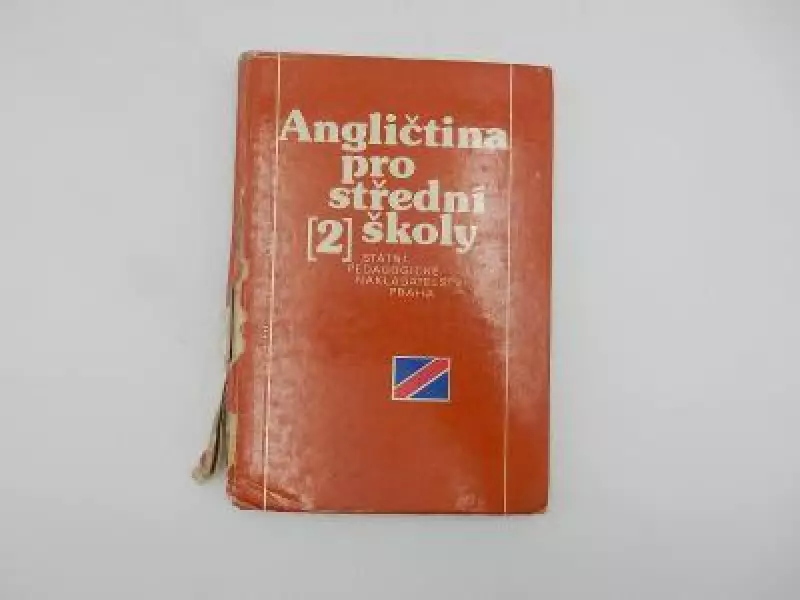 Angličtina
pro
střední
[2] školy
STÁTNÍ
PEDAGOGICKÉ
NAKLADATELSTVÍ
PRAHA